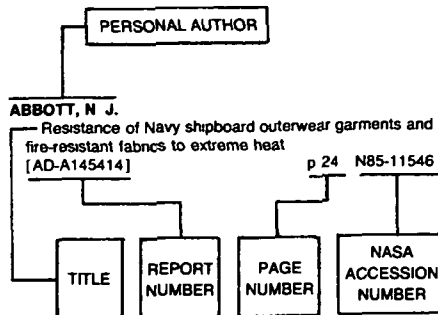 PERSONAL AUTHOR
ABBOTT, N J.
Resistance of Navy shipboard outerwear garments and
fire-resistant fabrics to extreme heat
[AD-A145414] p 24 N85-11546
TITLE
REPORT
NUMBER
PAGE
NUMBER
NASA
ACCESSION
NUMBER